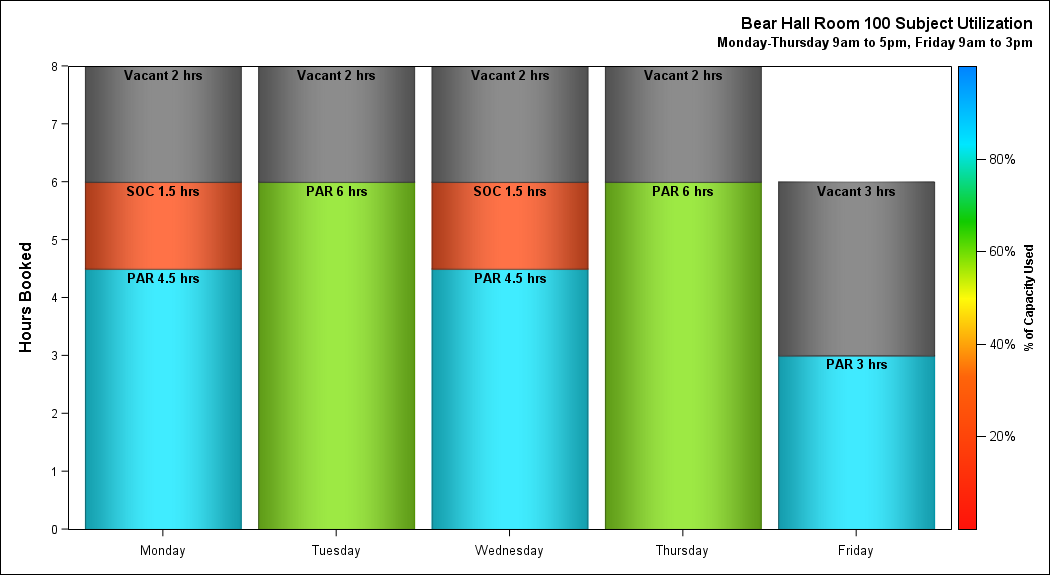 Bear Hall Room 100 Subject Utilization
Monday-Thursday 9am to 5pm, Friday 9am to 3pm
Hours Booked
8
7
6
5
4
3
2
1
0
Vacant 2 hrs
SOC 1.5 hrs
PAR 4.5 hrs
Vacant 2 hrs
PAR 6 hrs
Vacant 2 hrs
SOC 1.5 hrs
PAR 4.5 hrs
Vacant 2 hrs
PAR 6 hrs
Vacant 3 hrs
PAR 3 hrs
Monday
Tuesday
Wednesday
Thursday
Friday
80%
60%
40%
20%
% of Capacity Used